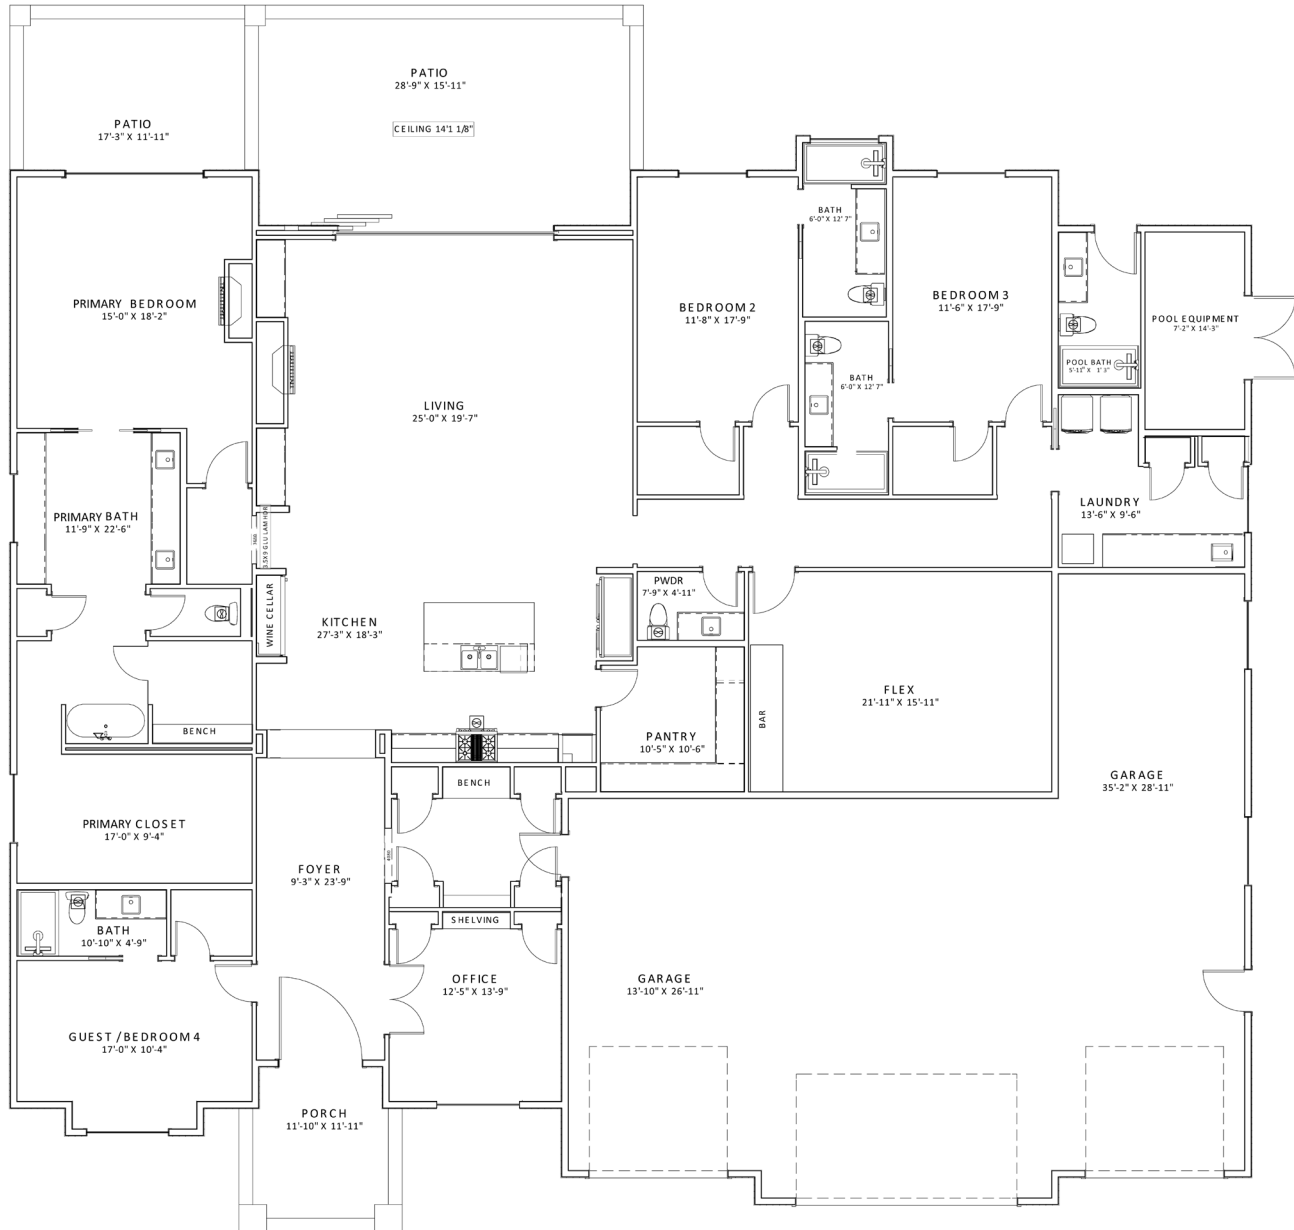 PATIO
28'-9" X 15'-11"
CEILING 14'1 1/8"
PATIO
17'-3" X 11'-11"
BATH
6'-0" X 12' 7"
PRIMARY BEDROOM
15'-0" X 18'-2"
BEDROOM 2
11'-8" X 17'-9"
BEDROOM 3
11'-6" X 17'-9"
POOL EQUIPMENT
7'-2" X 14'-3"
POOL BATH
BATH
6'-0" X 12' 7"
LIVING
25'-0" X 19'-7"
PRIMARY BATH
11'-9" X 22'-6"
LAUNDRY
13'-6" X 9'-6"
WINE CELLAR
KITCHEN
27'-3" X 18'-3"
PWDR
7'-9" X 4'-11"
FLEX
21'-11" X 15'-11"
BAR
BENCH
PANTRY
10'-5" X 10'-6"
BENCH
GARAGE
35'-2" X 28'-11"
PRIMARY CLOSET
17'-0" X 9'-4"
FOYER
9'-3" X 23'-9"
SHELVING
BATH
10'-10" X 4'-9"
OFFICE
12'-5" X 13'-9"
GARAGE
13'-10" X 26'-11"
GUEST / BEDROOM 4
17'-0" X 10'-4"
PORCH
11'-10" X 11'-11"